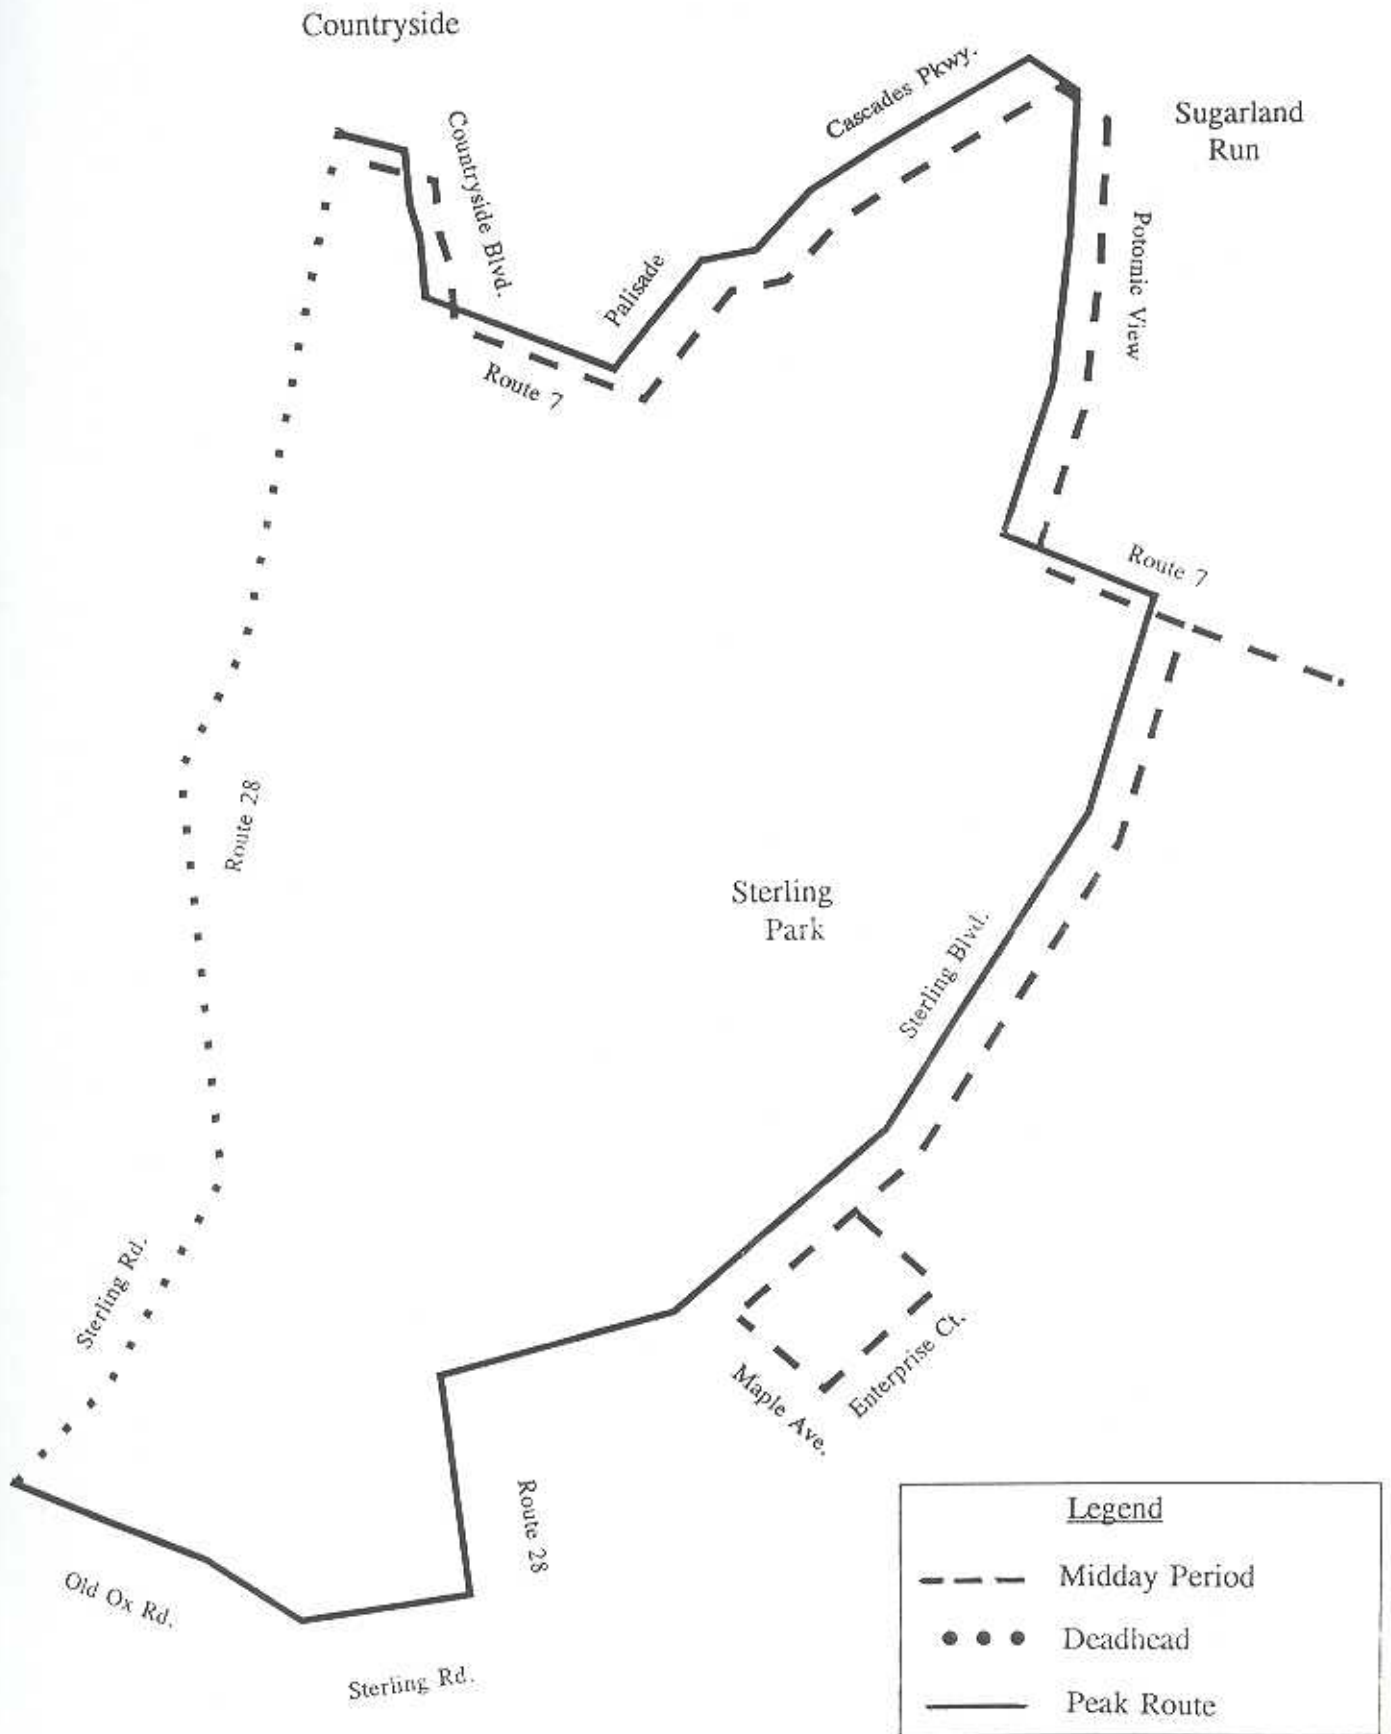 Countryside
Cascades Pkwy.
Sugarland
Run
Countryside Blvd.
Potomic View
Palisade
Route 7
Route 7
Route 28
Sterling
Park
Sterling Blvd.
Sterling Rd.
Maple Ave.
Enterprise Ct.
Route 28
Old Ox Rd.
Sterling Rd.
Legend
Midday Period
Deadhead
Peak Route